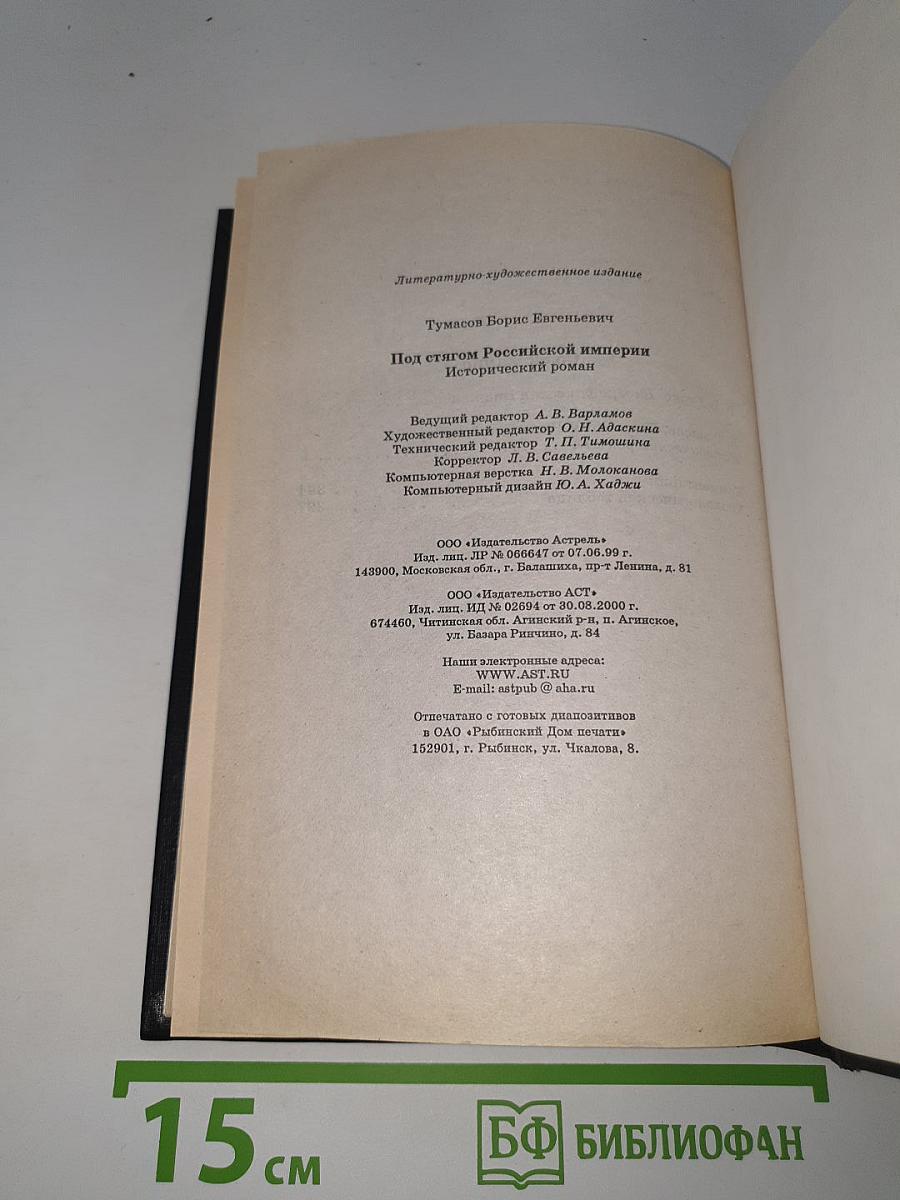 Литературно-художественное издание
Тумасов Борис Евгеньевич
Под стягом Российской империи
Исторический роман
Ведущий редактор А. В. Варламов
Художественный редактор О. Н. Адаскина
Технический редактор Т. П. Тимошина
Корректор Л. В. Савельева
Компьютерная верстка Н. В. Молоканова
Компьютерный дизайн Ю. А. Хаджи
ООО «Издательство Астрель»
Изд. лиц. ЛР № 066647 от 07.06.99 г.
143900, Московская обл., г. Балашиха, пр-т Ленина, д. 81
ООО «Издательство АСТ»
Изд. лиц. ИД № 02694 от 30.08.2000 г.
674460, Читинская обл. Агинский р-н, п. Агинское,
ул. Базара Ринчино, д. 84
Наши электронные адреса:
WWW.AST.RU
E-mail: astpub @ aha.ru
Отпечатано с готовых диапозитивов
в ОАО «Рыбинский Дом печати»
152901, г. Рыбинск, ул. Чкалова, 8.
15 см
БФ БИБЛИОФАН